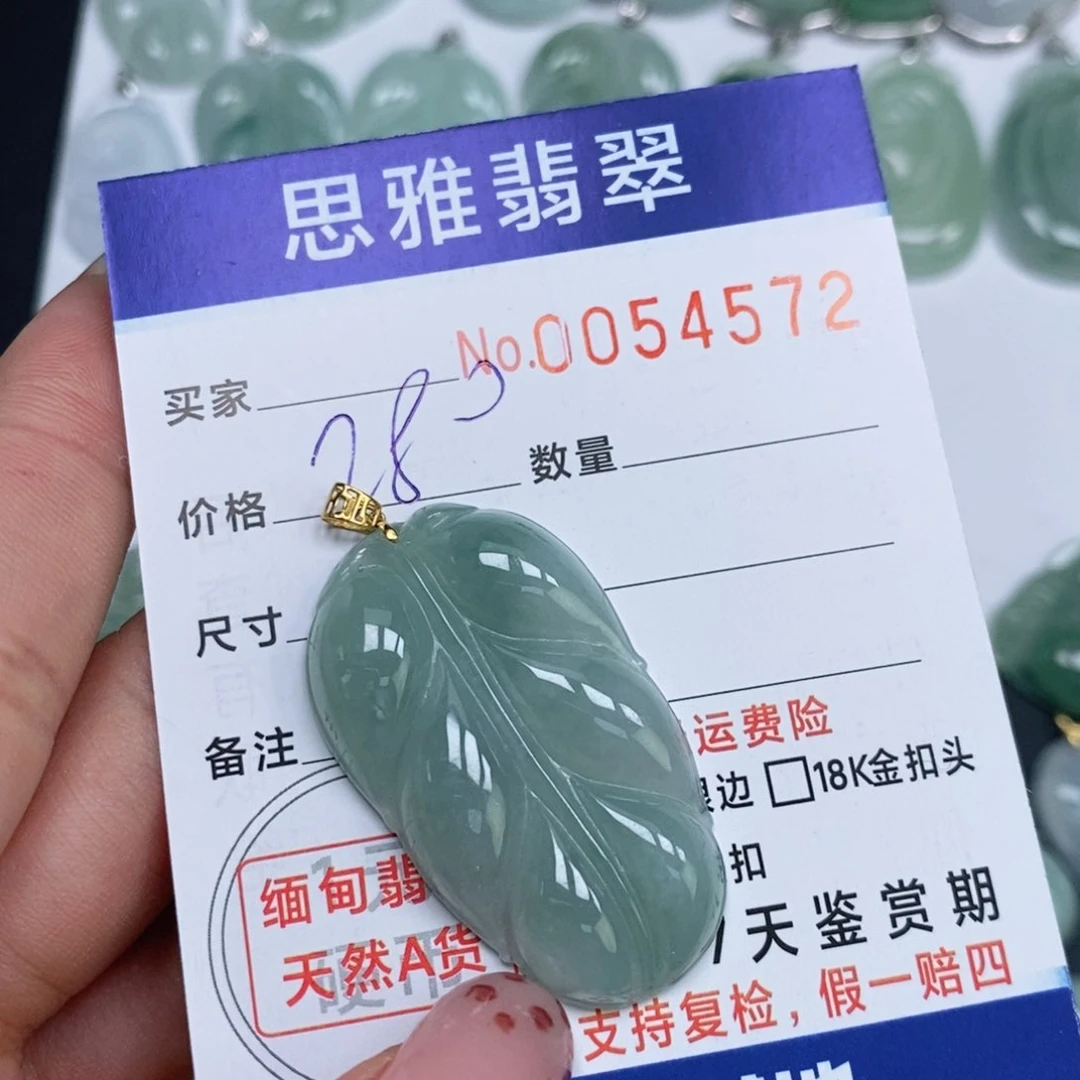 思雅翡翠
No.0054572
买家
价格
数量
尺寸
备注
运费险
边 □18K金扣头
扣
缅甸翡
天然A货
天鉴赏期
支持复检，假一赔四